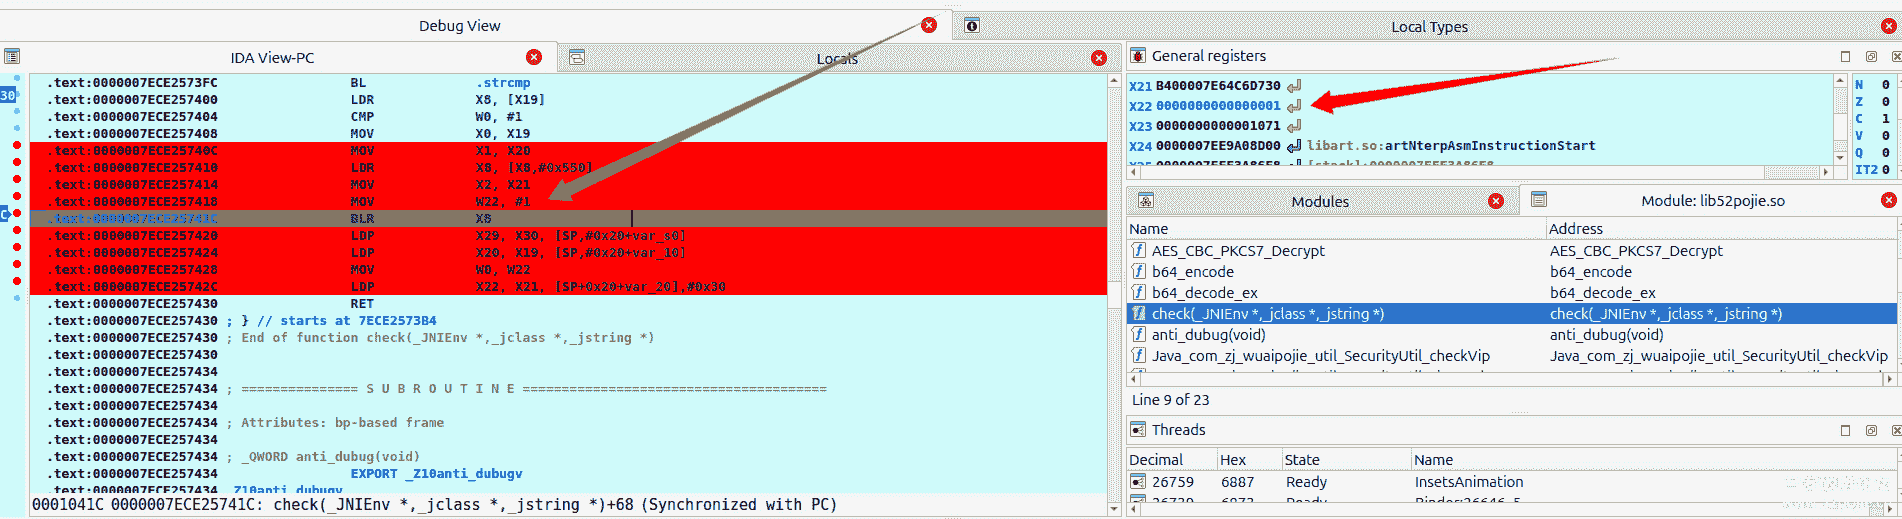 Debug View
Local Types
IDA View-PC
Locals
General registers
.text:0000007ECE2573FC BL .strcmp
.text:0000007ECE257400 LDR X8, [X19]
.text:0000007ECE257404 CMP W0, #1
.text:0000007ECE257408 MOV X0, X19
.text:0000007ECE25740C MOV X1, X20
.text:0000007ECE257410 LDR X8, [X8,#0x550]
.text:0000007ECE257414 MOV X2, X21
.text:0000007ECE257418 MOV W22, #1
.text:0000007ECE25741C BLR X8
.text:0000007ECE257420 LDP X29, X30, [SP,#0x20+var_s0]
.text:0000007ECE257424 LDP X20, X19, [SP,#0x20+var_10]
.text:0000007ECE257428 MOV W0, W22
.text:0000007ECE25742C LDP X22, X21, [SP+0x20+var_20],#0x30
.text:0000007ECE257430 RET
.text:0000007ECE257430 ; } // starts at 7ECE2573B4
.text:0000007ECE257430 ; End of function check(_JNIEnv *,_jclass *,_jstring *)
.text:0000007ECE257430
.text:0000007ECE257434
.text:0000007ECE257434 ; =============== S U B R O U T I N E =======================================
.text:0000007ECE257434
.text:0000007ECE257434 ; Attributes: bp-based frame
.text:0000007ECE257434
.text:0000007ECE257434 ; _QWORD anti_dubug(void)
.text:0000007ECE257434 EXPORT _Z10anti_dubugv
.text:0000007ECE257434 _Z10anti_dubugv
0001041C 0000007ECE25741C: check(_JNIEnv *,_jclass *,_jstring *)+68 (Synchronized with PC)
30
C
X21 B400007E64C6D730
X22 0000000000000001
X23 0000000000001071
X24 0000007EE9A08D00 libart.so:artNterpAsmInstructionStart
N 0
Z 0
C 1
V 0
Q 0
IT2 0
Modules
Module: lib52pojie.so
Name Address
AES_CBC_PKCS7_Decrypt AES_CBC_PKCS7_Decrypt
b64_encode b64_encode
b64_decode_ex b64_decode_ex
check(_JNIEnv *,_jclass *,_jstring *) check(_JNIEnv *,_jclass *,_jstring *)
anti_dubug(void) anti_dubug(void)
Java_com_zj_wuaipojie_util_SecurityUtil_checkVip Java_com_zj_wuaipojie_util_SecurityUtil_checkVip
Line 9 of 23
Threads
Decimal Hex State Name
26759 6887 Ready InsetsAnimation